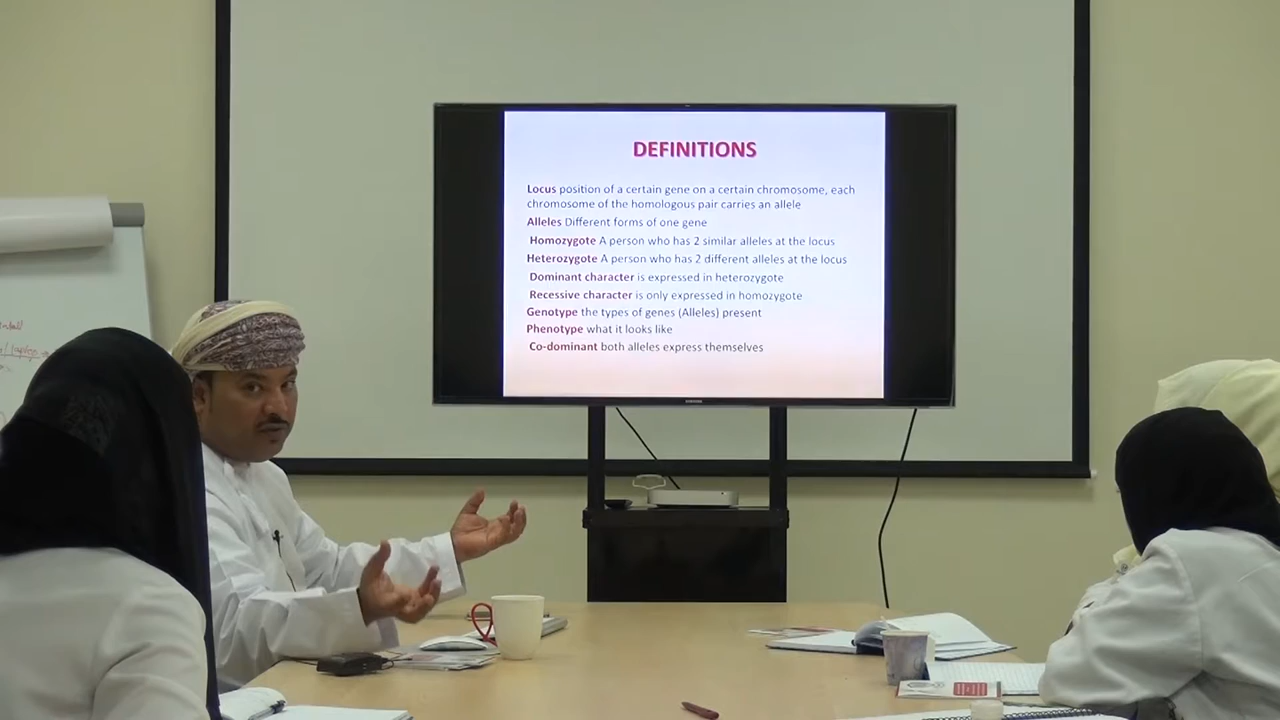 DEFINITIONS
Locus position of a certain gene on a certain chromosome, each
chromosome of the homologous pair carries an allele
Alleles Different forms of one gene
Homozygote A person who has 2 similar alleles at the locus
Heterozygote A person who has 2 different alleles at the locus
Dominant character is expressed in heterozygote
Recessive character is only expressed in homozygote
Genotype the types of genes (Alleles) present
Phenotype what it looks like
Co-dominant both alleles express themselves
SAMSUNG
laptop